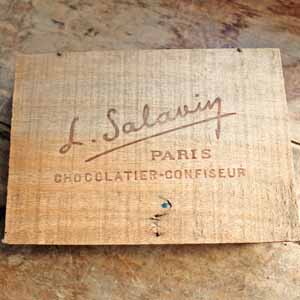 L. Salavin
PARIS
CHOCOLATIER-CONFISEUR